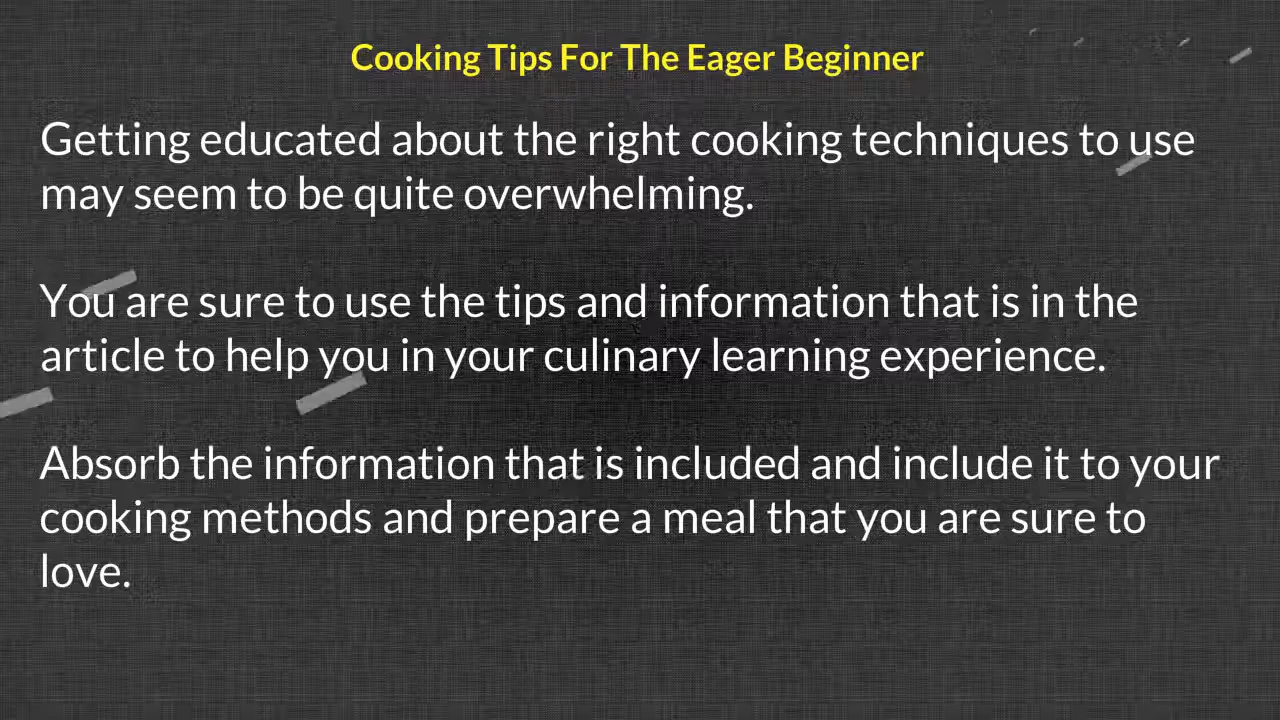 Cooking Tips For The Eager Beginner
Getting educated about the right cooking techniques to use
may seem to be quite overwhelming.
You are sure to use the tips and information that is in the
article to help you in your culinary learning experience.
Absorb the information that is included and include it to your
cooking methods and prepare a meal that you are sure to
love.